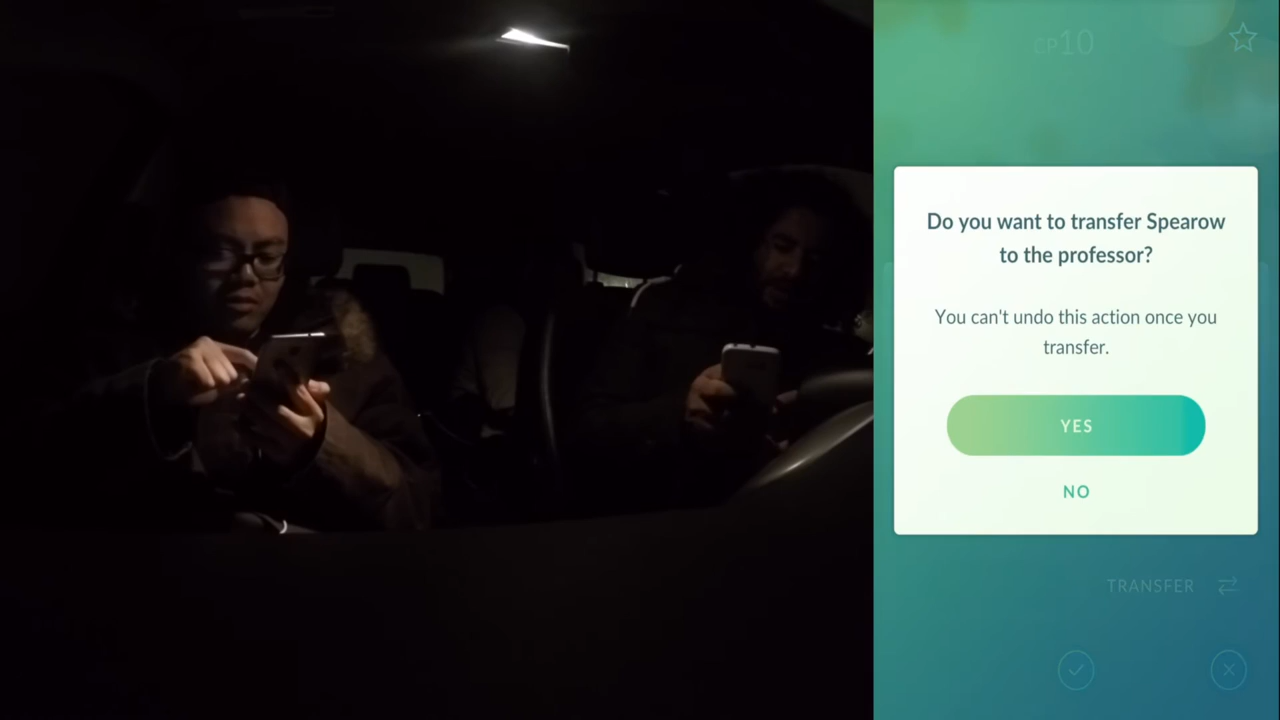 CP10
Do you want to transfer Spearow
to the professor?
You can't undo this action once you
transfer.
YES
NO
TRANSFER